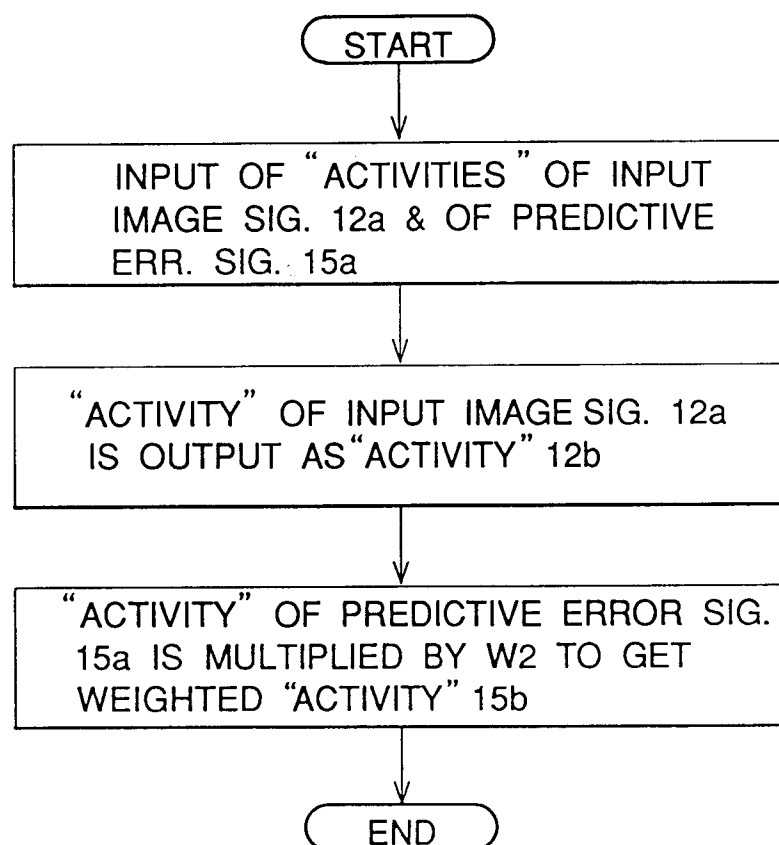 START
INPUT OF “ACTIVITIES” OF INPUT
IMAGE SIG. 12a & OF PREDICTIVE
ERR. SIG. 15a
“ACTIVITY” OF INPUT IMAGE SIG. 12a
IS OUTPUT AS “ACTIVITY” 12b
“ACTIVITY” OF PREDICTIVE ERROR SIG.
15a IS MULTIPLIED BY W2 TO GET
WEIGHTED “ACTIVITY” 15b
END